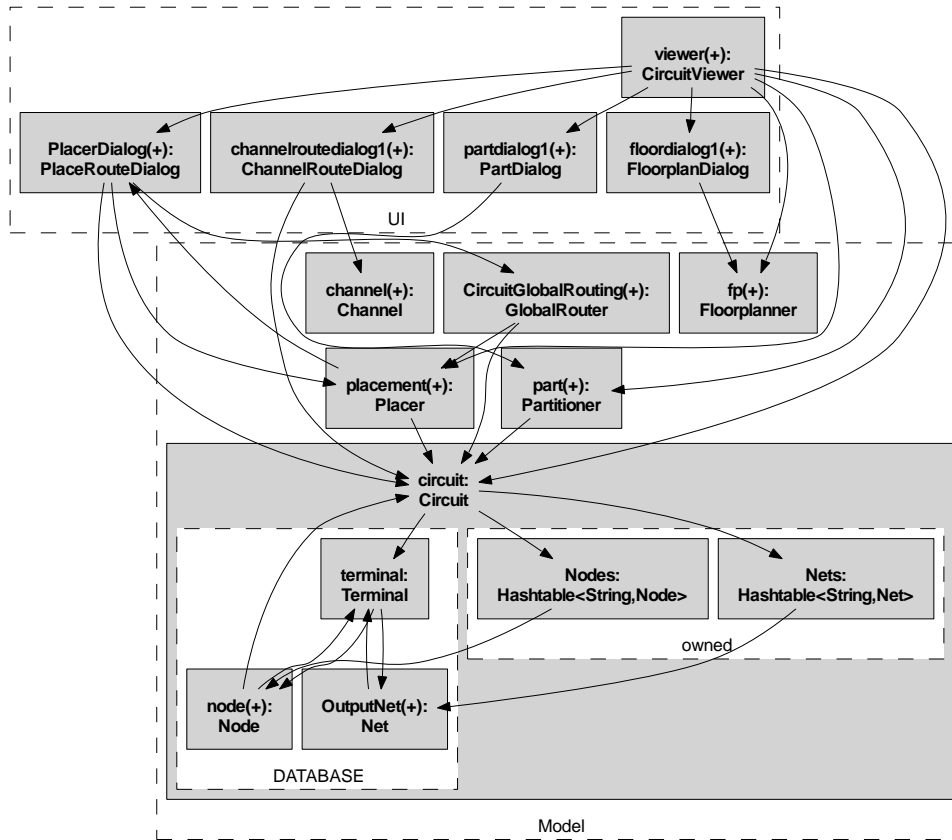 viewer(+):
CircuitViewer
PlacerDialog(+):
PlaceRouteDialog
channelroutedialog1(+):
ChannelRouteDialog
partdialog1(+):
PartDialog
floordialog1(+):
FloorplanDialog
UI
channel(+):
Channel
CircuitGlobalRouting(+):
GlobalRouter
fp(+):
Floorplanner
placement(+):
Placer
part(+):
Partitioner
circuit:
Circuit
terminal:
Terminal
Nodes:
Hashtable<String,Node>
Nets:
Hashtable<String,Net>
owned
node(+):
Node
OutputNet(+):
Net
DATABASE
Model